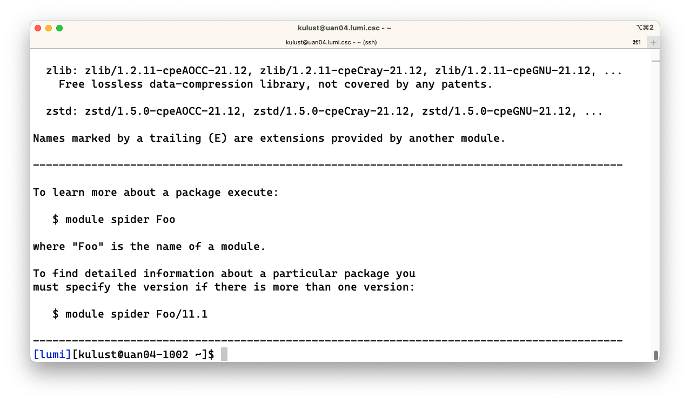 kulust@uan04.lumi.csc - ~
⌥⌘2
kulust@uan04.lumi.csc - ~ (ssh)
⌘1
+
zlib: zlib/1.2.11-cpeAOCC-21.12, zlib/1.2.11-cpeCray-21.12, zlib/1.2.11-cpeGNU-21.12, ...
Free lossless data-compression library, not covered by any patents.
zstd: zstd/1.5.0-cpeAOCC-21.12, zstd/1.5.0-cpeCray-21.12, zstd/1.5.0-cpeGNU-21.12, ...
Names marked by a trailing (E) are extensions provided by another module.
------------------------------------------------------------------------------------------
To learn more about a package execute:
$ module spider Foo
where "Foo" is the name of a module.
To find detailed information about a particular package you
must specify the version if there is more than one version:
$ module spider Foo/11.1
------------------------------------------------------------------------------------------
[lumi][kulust@uan04-1002 ~]$